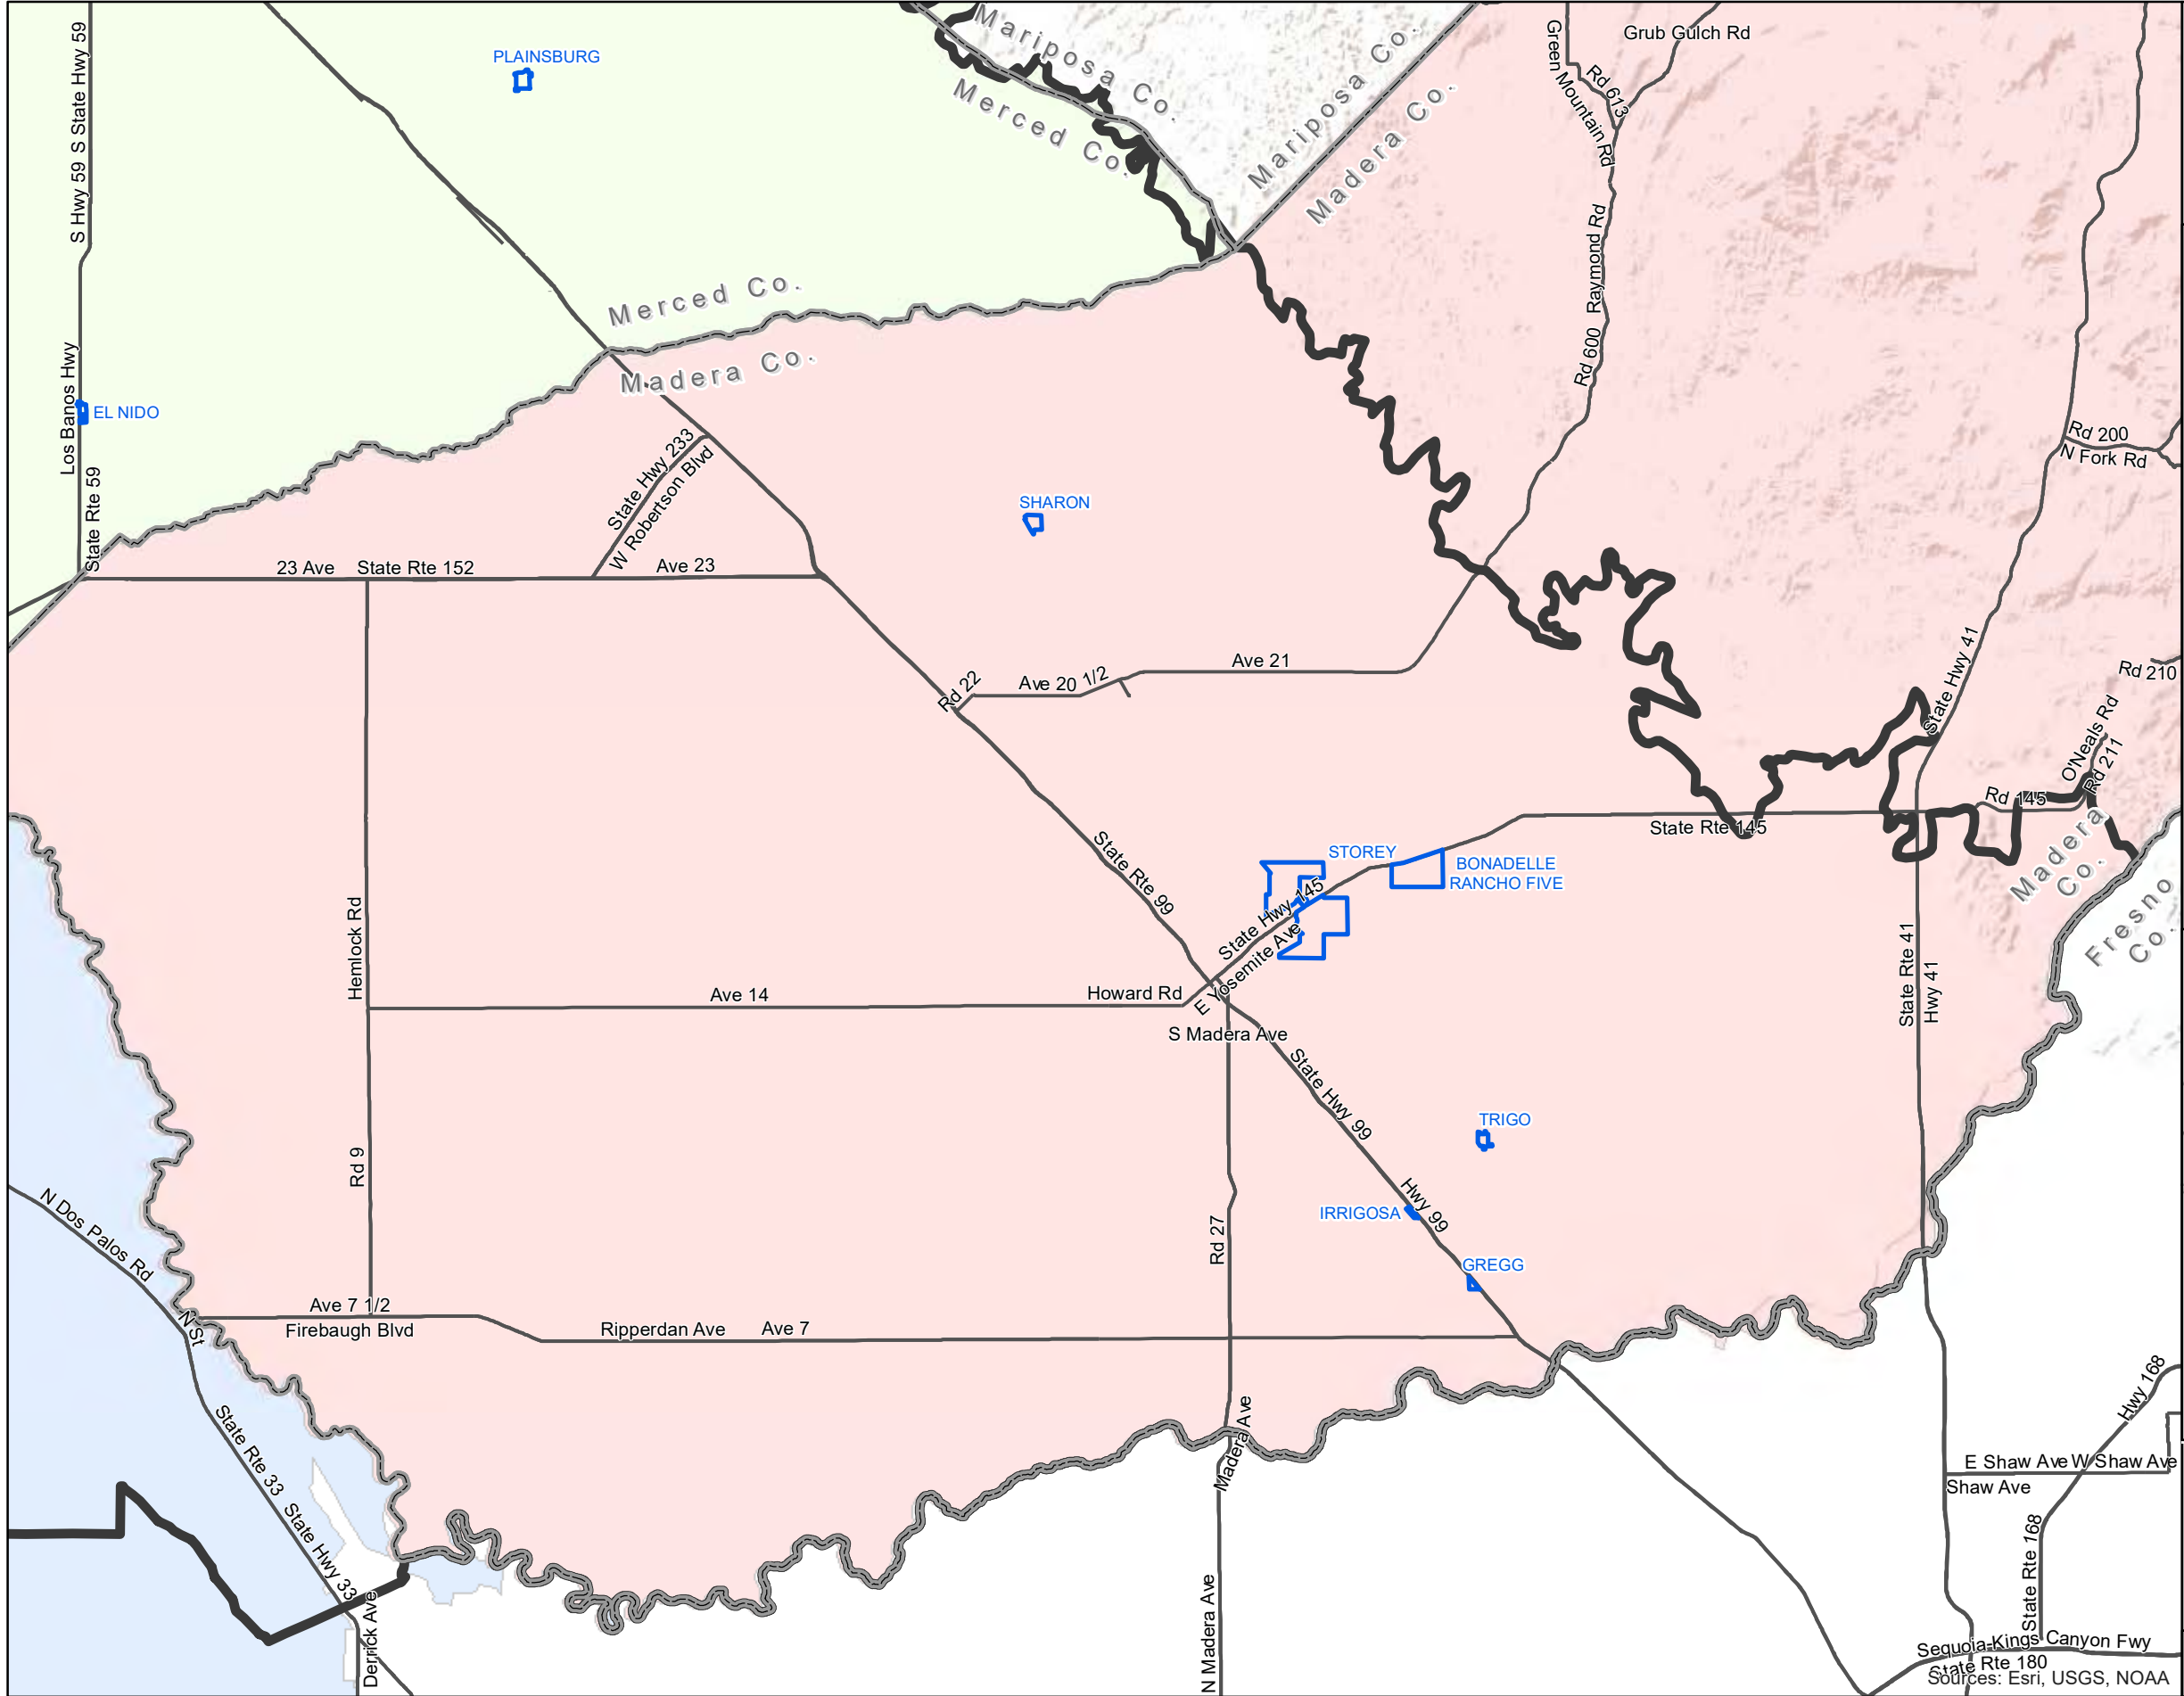 S State Hwy 59
S Hwy 59
PLAINSBURG
Mariposa Co.
Merced Co.
Mariposa Co.
Madera Co.
Green Mountain Rd
Grub Gulch Rd
Rd 613
Raymond Rd
Rd 600
Merced Co.
Madera Co.
Los Banos Hwy
EL NIDO
State Rte 59
State Hwy 233
W Robertson Blvd
SHARON
Rd 200
N Fork Rd
23 Ave
State Rte 152
Ave 23
Ave 21
Ave 20 1/2
Rd 22
State Hwy 41
Rd 210
O'Neals Rd
Rd 211
Rd 145
State Rte 145
Madera
Co.
Fresno
Co.
State Rte 99
STOREY
BONADELLE
RANCHO FIVE
State Hwy 145
E Yosemite Ave
Hemlock Rd
Ave 14
Howard Rd
S Madera Ave
State Rte 41
Hwy 41
State Hwy 99
TRIGO
Rd 9
Hwy 99
IRRIGOSA
Rd 27
GREGG
N Dos Palos Rd
N St
Ave 7 1/2
Firebaugh Blvd
Ripperdan Ave
Ave 7
Madera Ave
Hwy 168
State Rte 33
State Hwy 33
E Shaw Ave
W Shaw Ave
Shaw Ave
State Rte 168
Derrick Ave
N Madera Ave
Sequoia-Kings Canyon Fwy
State Rte 180
Sources: Esri, USGS, NOAA